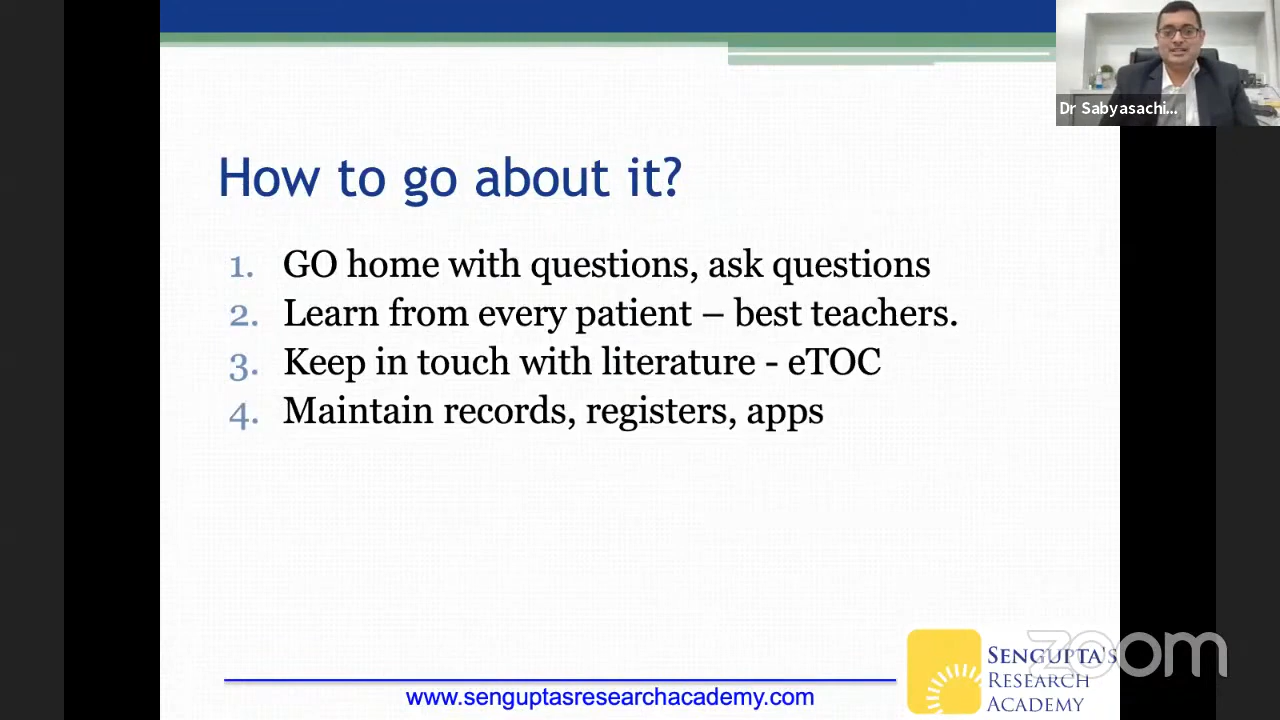 Dr Sabyasachi...
How to go about it?
1. GO home with questions, ask questions
2. Learn from every patient – best teachers.
3. Keep in touch with literature - eTOC
4. Maintain records, registers, apps
www.senguptasresearchacademy.com
SENGUPTA'S
RESEARCH
ACADEMY
zoom